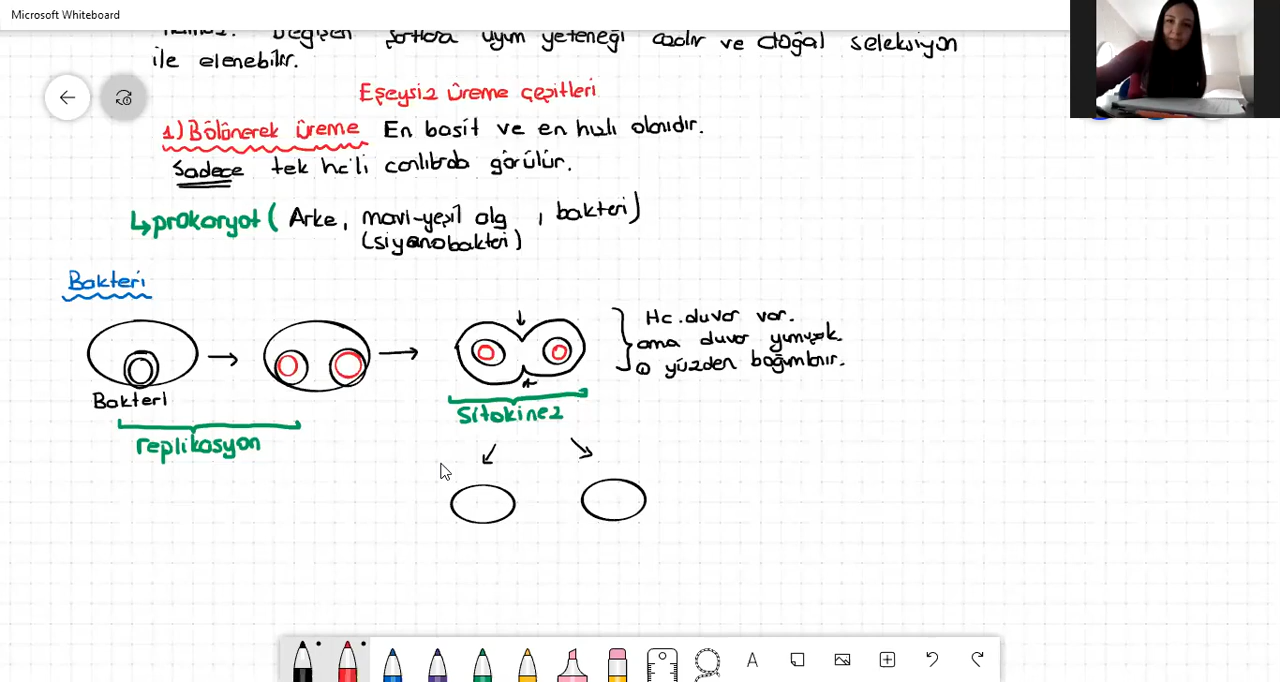 Microsoft Whiteboard
Değişen şartlara uyum yeteneği azdır ve doğal seleksiyon
ile elenebilir.
Eşeysiz üreme çeşitleri
1) Bölünerek üreme En basit ve en hızlı olanıdır.
Sadece tek hc'li canlılarda görülür.
↳prokaryot ( Arke, mavi-yeşil alg , bakteri)
(siyanobakteri)
Bakteri
Hc. duvar var.
ama duvar yumuşak.
o yüzden boğumlanır.
Bakteri
Sitokinez
replikasyon
A